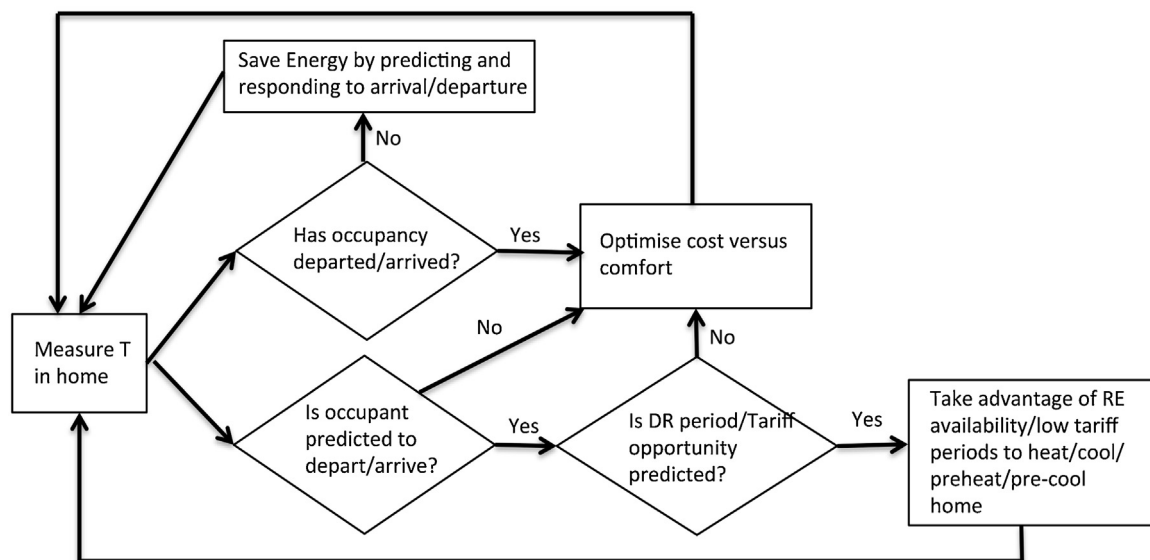 Save Energy by predicting and
responding to arrival/departure
No
Has occupancy
departed/arrived?
Yes
Optimise cost versus
comfort
Measure T
in home
No
Is occupant
predicted to
depart/arrive?
Yes
Is DR period/Tariff
opportunity
predicted?
No
Yes
Take advantage of RE
availability/low tariff
periods to heat/cool/
preheat/pre-cool
home